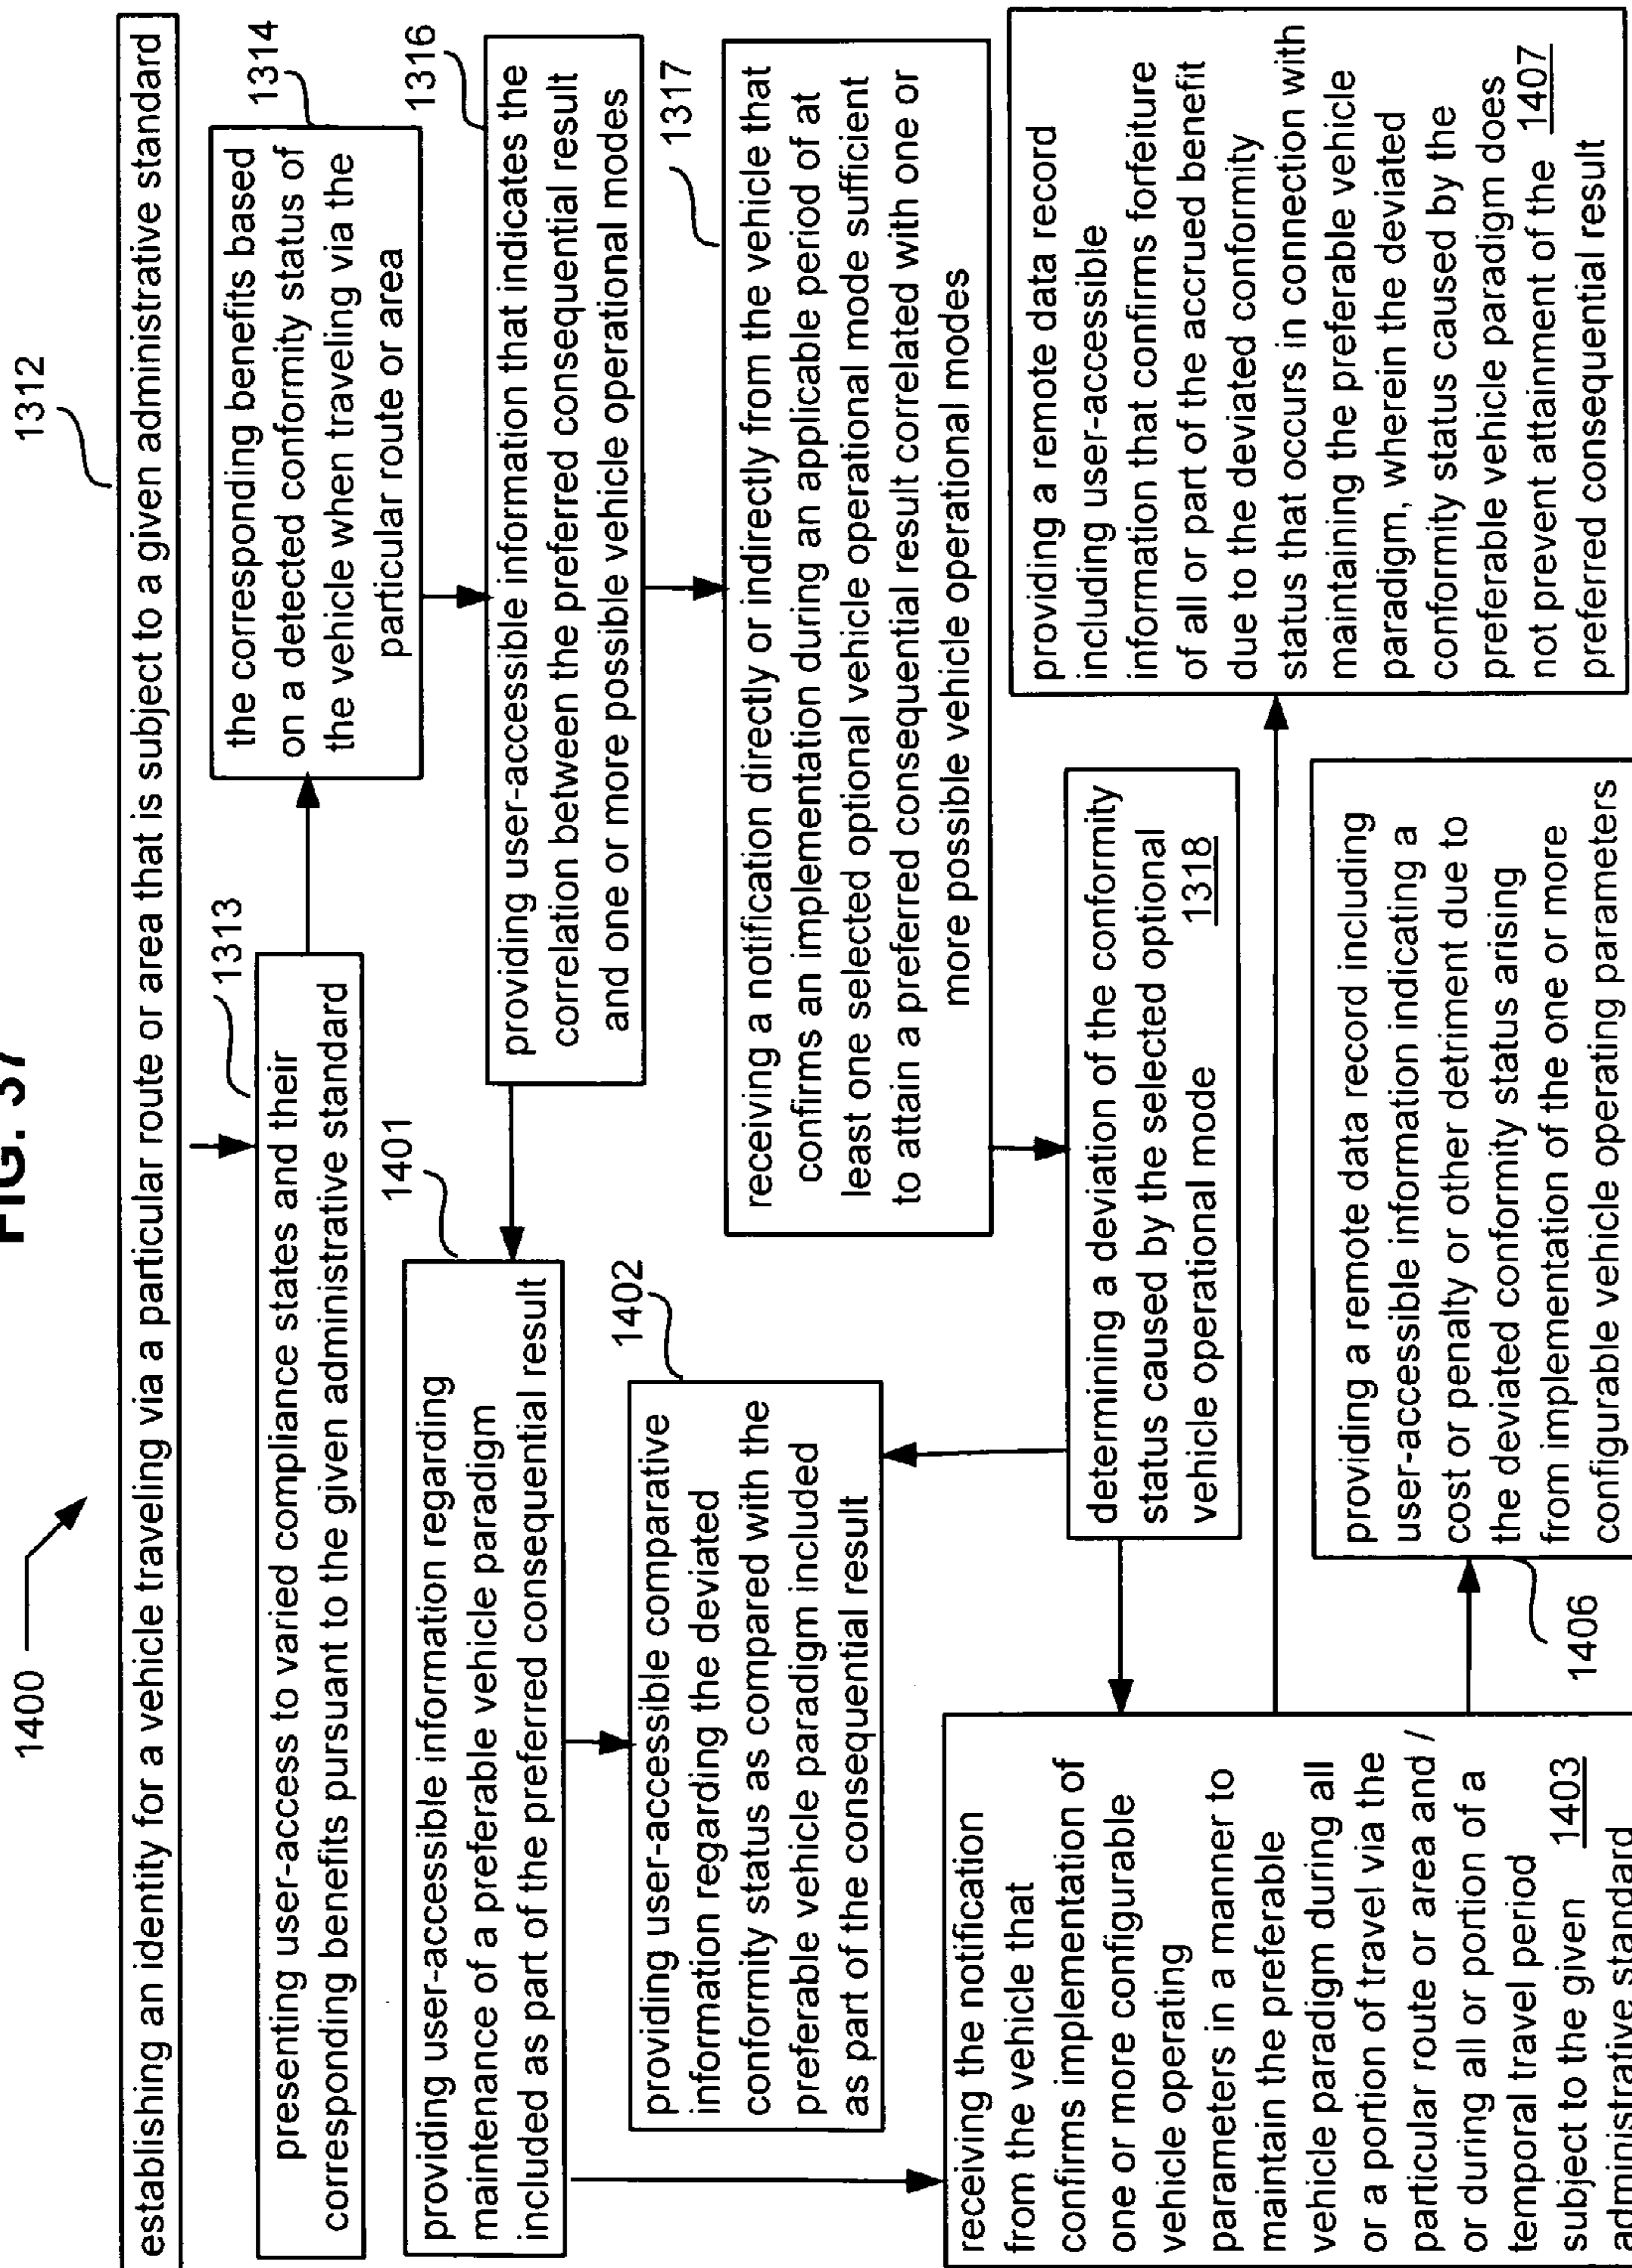 FIG. 37
1400
1312
establishing an identity for a vehicle traveling via a particular route or area that is subject to a given administrative standard
1313
presenting user-access to varied compliance states and their
corresponding benefits pursuant to the given administrative standard
1314
the corresponding benefits based
on a detected conformity status of
the vehicle when traveling via the
particular route or area
1316
providing user-accessible information that indicates the
correlation between the preferred consequential result
and one or more possible vehicle operational modes
1401
providing user-accessible information regarding
maintenance of a preferable vehicle paradigm
included as part of the preferred consequential result
1317
receiving a notification directly or indirectly from the vehicle that
confirms an implementation during an applicable period of at
least one selected optional vehicle operational mode sufficient
to attain a preferred consequential result correlated with one or
more possible vehicle operational modes
1402
providing user-accessible comparative
information regarding the deviated
conformity status as compared with the
preferable vehicle paradigm included
as part of the consequential result
determining a deviation of the conformity
status caused by the selected optional
vehicle operational mode 1318
receiving the notification
from the vehicle that
confirms implementation of
one or more configurable
vehicle operating
parameters in a manner to
maintain the preferable
vehicle paradigm during all
or a portion of travel via the
particular route or area and /
or during all or portion of a
temporal travel period
subject to the given 1403
administrative standard
1406
providing a remote data record including
user-accessible information indicating a
cost or penalty or other detriment due to
the deviated conformity status arising
from implementation of the one or more
configurable vehicle operating parameters
providing a remote data record
including user-accessible
information that confirms forfeiture
of all or part of the accrued benefit
due to the deviated conformity
status that occurs in connection with
maintaining the preferable vehicle
paradigm, wherein the deviated
conformity status caused by the
preferable vehicle paradigm does
not prevent attainment of the 1407
preferred consequential result